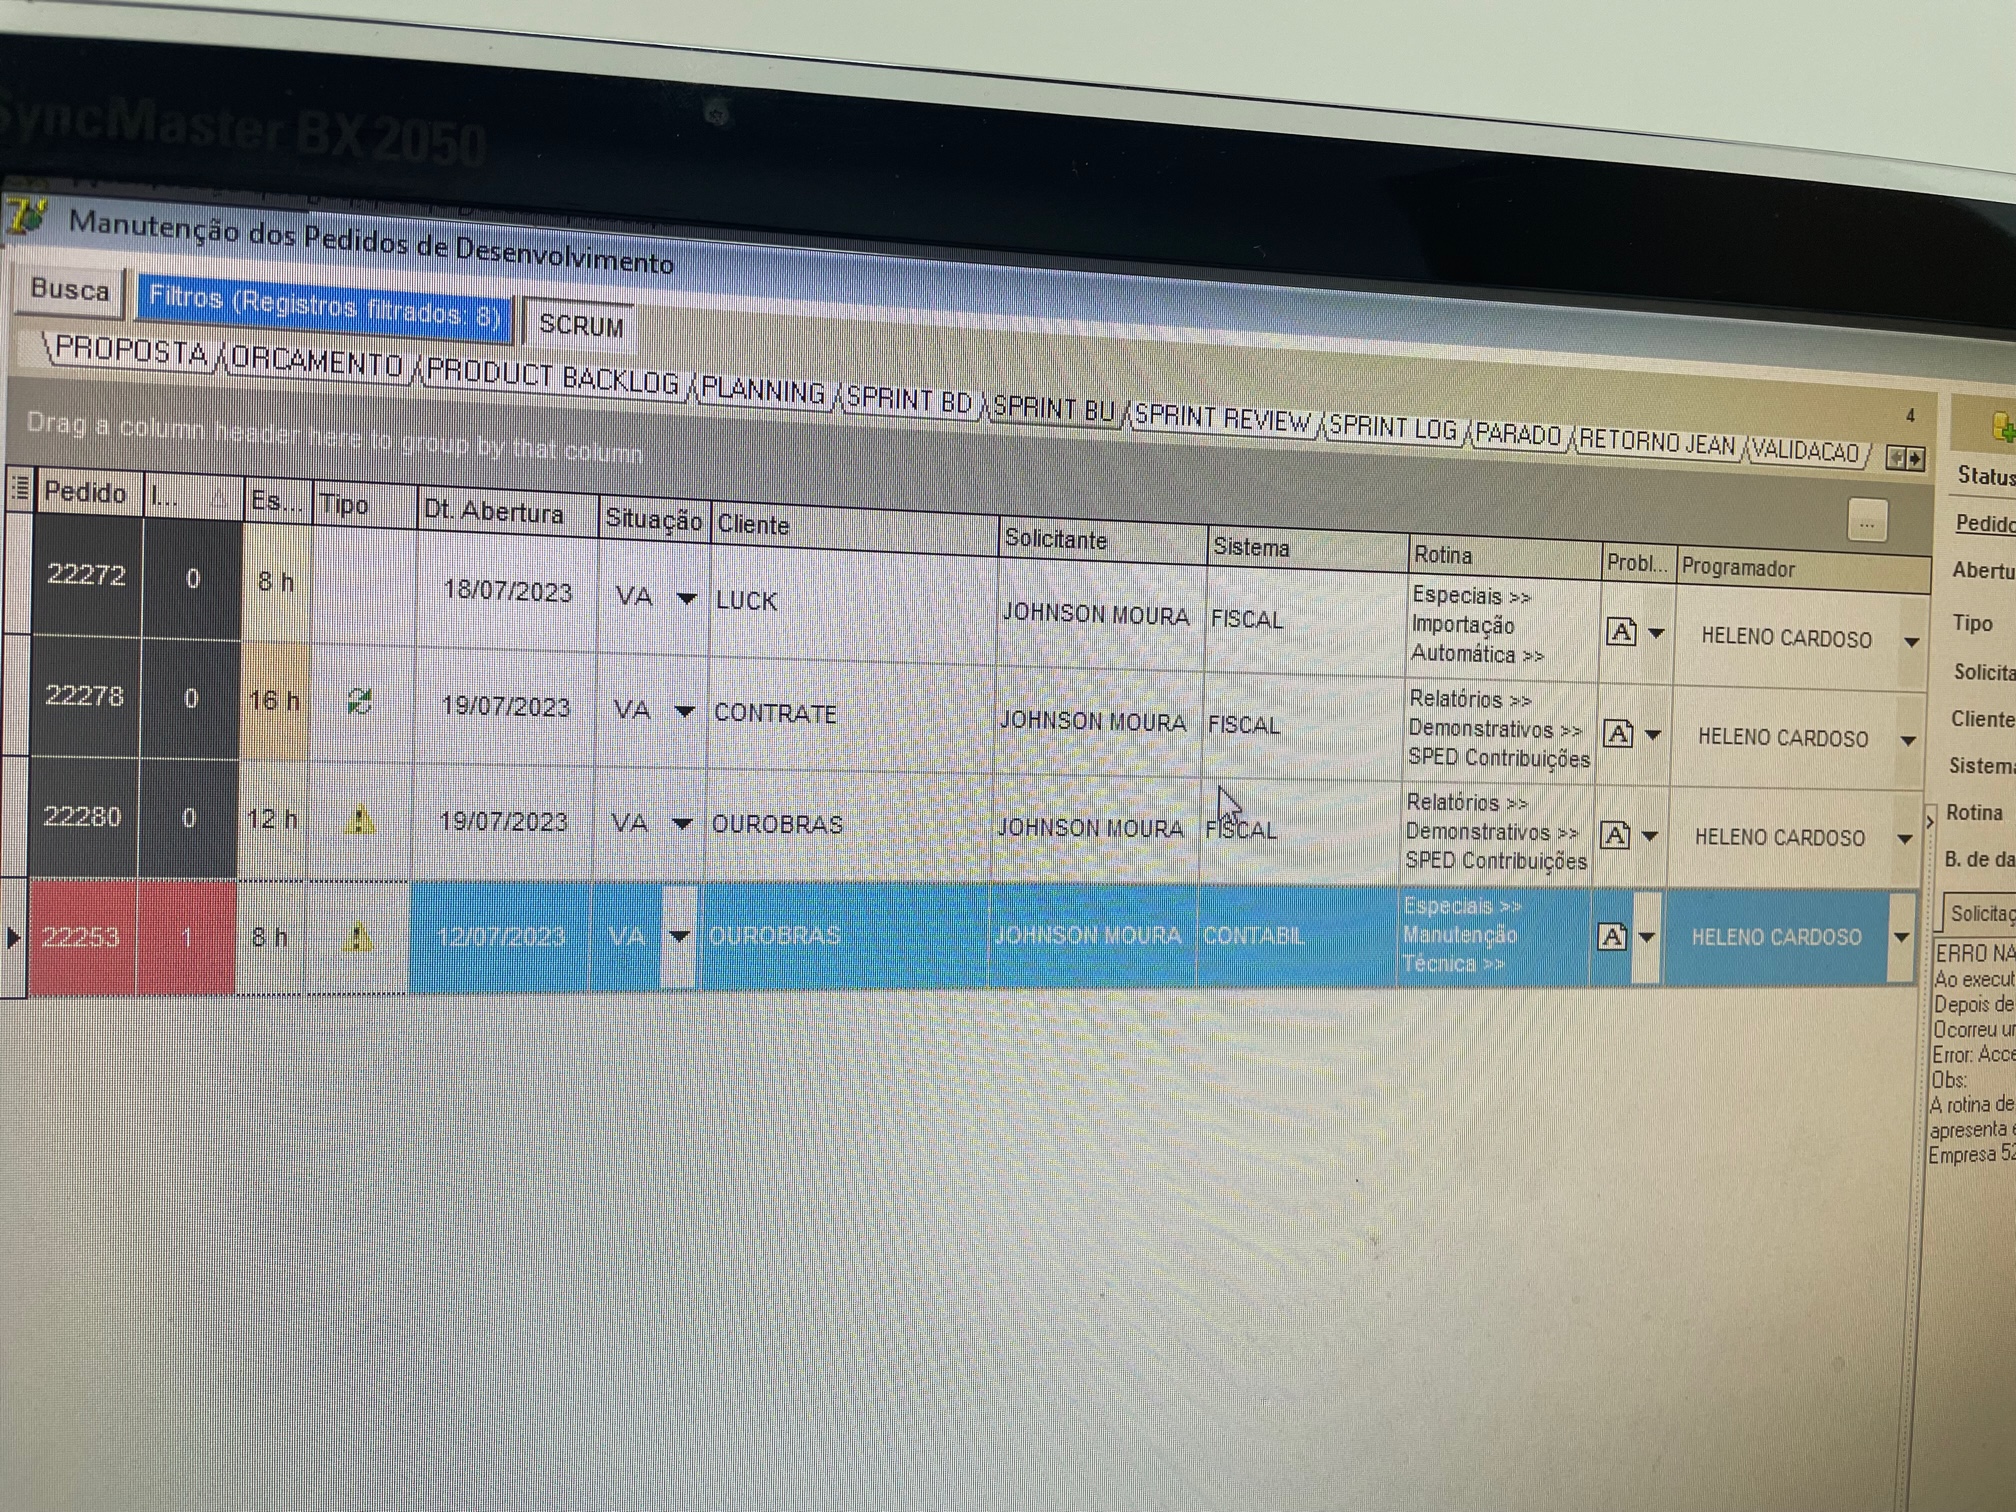 SyncMaster BX2050
Manutenção dos Pedidos de Desenvolvimento
Busca
Filtros (Registros filtrados: 8)
SCRUM
PROPOSTA ORCAMENTO PRODUCT BACKLOG PLANNING SPRINT BD SPRINT BU SPRINT REVIEW SPRINT LOG PARADO RETORNO JEAN VALIDACAO
4
Drag a column header here to group by that column
...
Pedido I... Es... Tipo Dt. Abertura Situação Cliente Solicitante Sistema Rotina Probl... Programador
22272 0 8 h 18/07/2023 VA LUCK JOHNSON MOURA FISCAL Especiais >>
Importação
Automática >>
A HELENO CARDOSO
22278 0 16 h 19/07/2023 VA CONTRATE JOHNSON MOURA FISCAL Relatórios >>
Demonstrativos >>
SPED Contribuições
A HELENO CARDOSO
22280 0 12 h 19/07/2023 VA OUROBRAS JOHNSON MOURA FISCAL Relatórios >>
Demonstrativos >>
SPED Contribuições
A HELENO CARDOSO
22253 1 8 h 12/07/2023 VA OUROBRAS JOHNSON MOURA CONTABIL Especiais >>
Manutenção
Técnica >>
A HELENO CARDOSO
Status
Pedido
Abertu
Tipo
Solicita
Cliente
Sistema
Rotina
B. de da
Solicitaç
ERRO NA
Ao execut
Depois de
Ocorreu um
Error: Acce
Obs:
A rotina de
apresenta e
Empresa 52